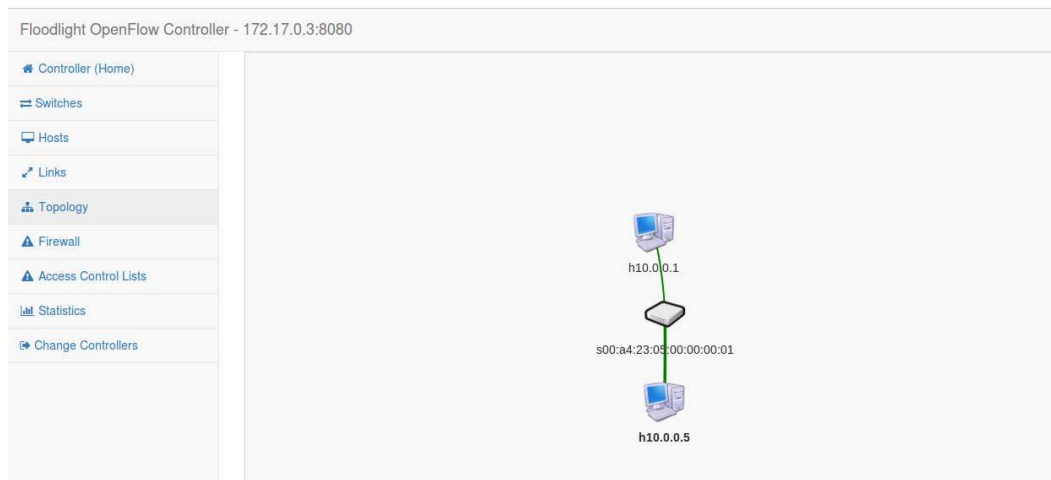 Floodlight OpenFlow Controller - 172.17.0.3:8080
Controller (Home)
Switches
Hosts
Links
Topology
Firewall
Access Control Lists
Statistics
Change Controllers
h10.0.0.1
s00:a4:23:05:00:00:00:01
h10.0.0.5